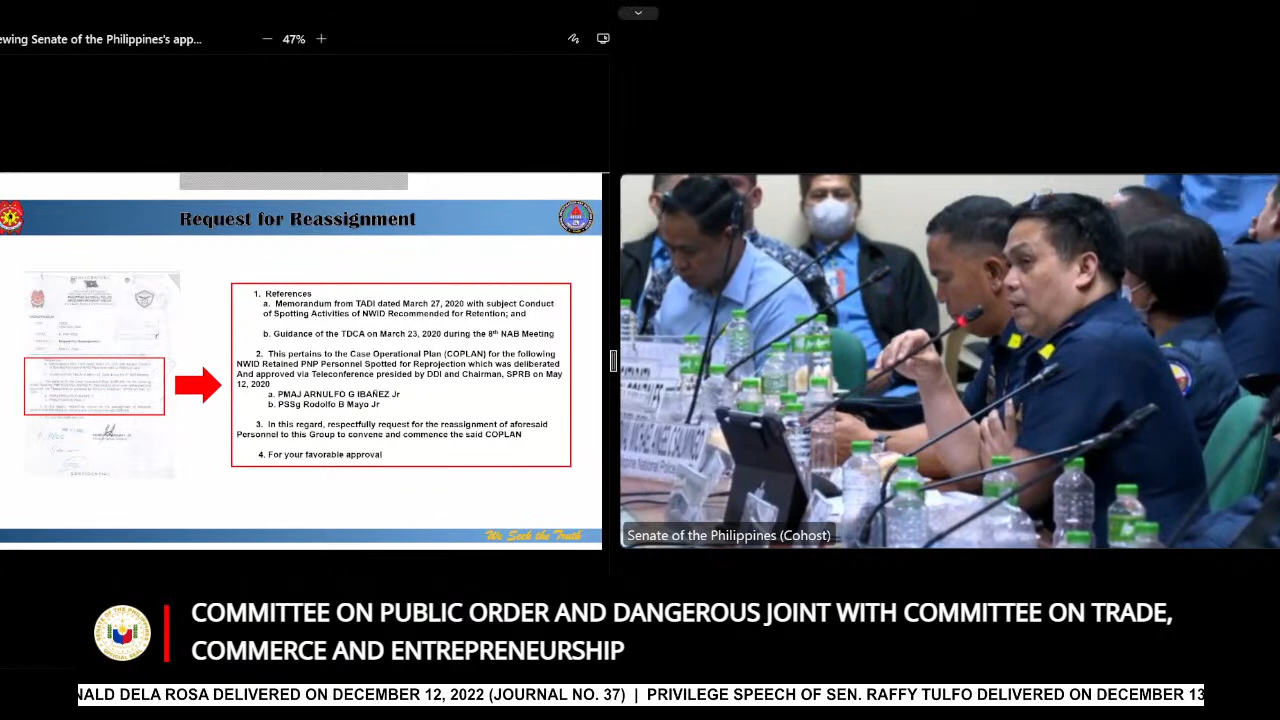 ewing Senate of the Philippines's app...
47%
Request for Reassignment
1. References
a. Memorandum from TADI dated March 27, 2020 with subject Conduct
of Spotting Activities of NWID Recommended for Retention; and
b. Guidance of the TDCA on March 23, 2020 during the 8th NAB Meeting
2. This pertains to the Case Operational Plan (COPLAN) for the following
NWID Retained PNP Personnel Spotted for Reprojection which was deliberated
And approved via Teleconference presided by DDI and Chairman, SPRB on May
12, 2020
a. PMAJ ARNULFO G IBAÑEZ Jr
b. PSSg Rodolfo B Mayo Jr
3. In this regard, respectfully request for the reassignment of aforesaid
Personnel to this Group to convene and commence the said COPLAN
4. For your favorable approval
We Seek the Truth
Senate of the Philippines (Cohost)
COMMITTEE ON PUBLIC ORDER AND DANGEROUS JOINT WITH COMMITTEE ON TRADE,
COMMERCE AND ENTREPRENEURSHIP
NALD DELA ROSA DELIVERED ON DECEMBER 12, 2022 (JOURNAL NO. 37) | PRIVILEGE SPEECH OF SEN. RAFFY TULFO DELIVERED ON DECEMBER 13